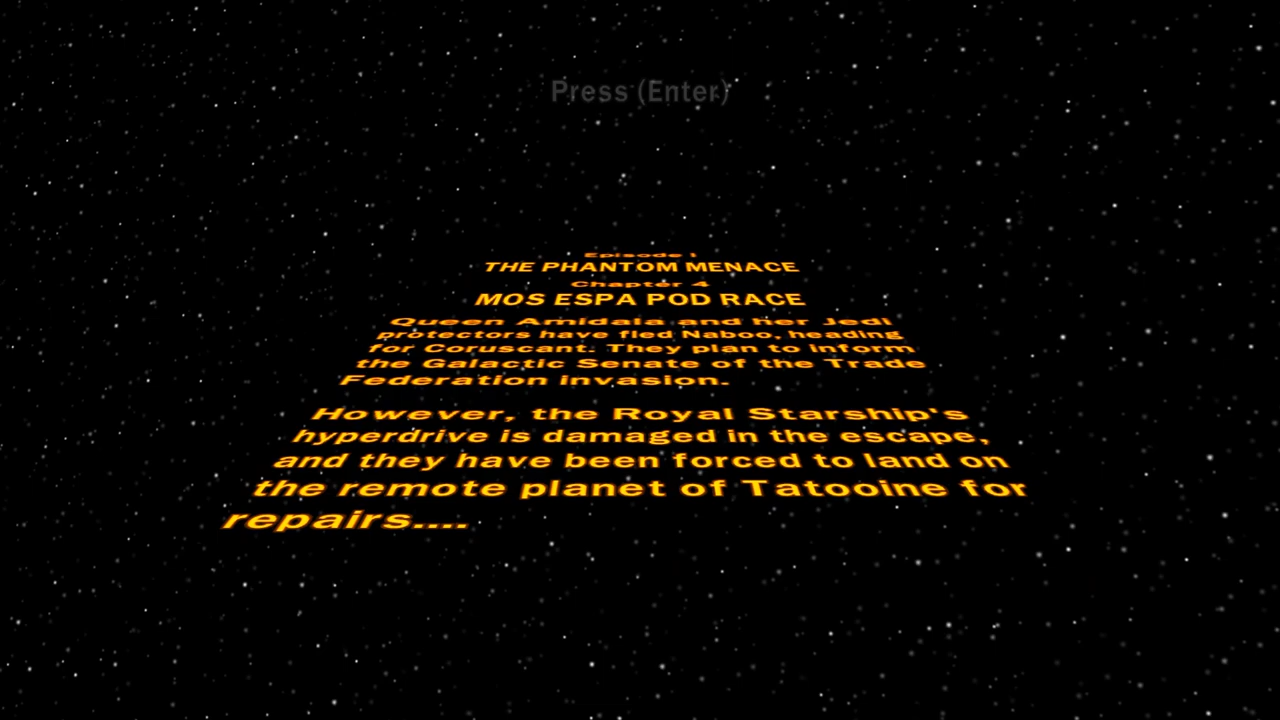 Press (Enter)
Episode I
THE PHANTOM MENACE
Chapter 4
MOS ESPA POD RACE
Queen Amidala and her Jedi
protectors have fled Naboo, heading
for Coruscant. They plan to inform
the Galactic Senate of the Trade
Federation invasion.
However, the Royal Starship's
hyperdrive is damaged in the escape,
and they have been forced to land on
the remote planet of Tatooine for
repairs....